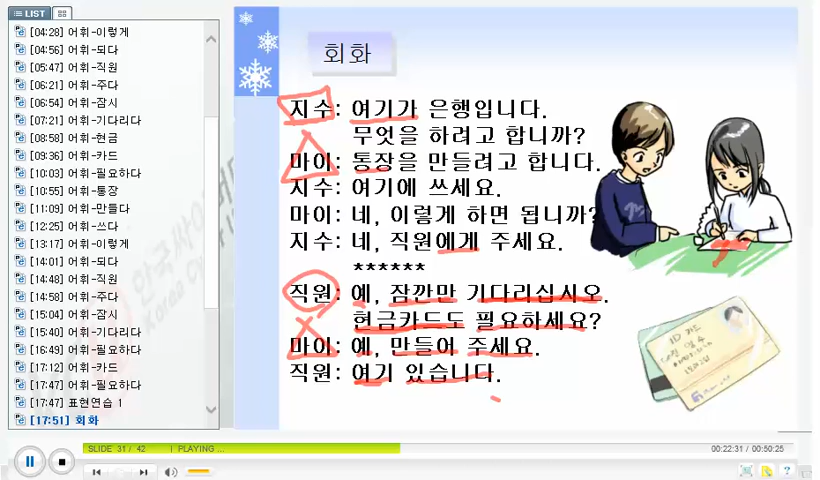 LIST
[04:28] 어휘-이렇게
[04:56] 어휘-되다
[05:47] 어휘-직원
[06:21] 어휘-주다
[06:54] 어휘-잠시
[07:21] 어휘-기다리다
[08:58] 어휘-현금
[09:36] 어휘-카드
[10:03] 어휘-필요하다
[10:55] 어휘-통장
[11:09] 어휘-만들다
[12:25] 어휘-쓰다
[13:17] 어휘-이렇게
[14:01] 어휘-되다
[14:48] 어휘-직원
[14:58] 어휘-주다
[15:04] 어휘-잠시
[15:40] 어휘-기다리다
[16:49] 어휘-필요하다
[17:12] 어휘-카드
[17:47] 어휘-필요하다
[17:47] 표현연습 1
[17:51] 회화
회화
지수: 여기가 은행입니다.
무엇을 하려고 합니까?
마이: 통장을 만들려고 합니다.
지수: 여기에 쓰세요.
마이: 네, 이렇게 하면 됩니까?
지수: 네, 직원에게 주세요.
******
직원: 예, 잠깐만 기다리십시오.
현금카드도 필요하세요?
마이: 예, 만들어 주세요.
직원: 여기 있습니다.
ID 카드
SLIDE 31 / 42 | PLAYING ...
00:22:31 / 00:50:25